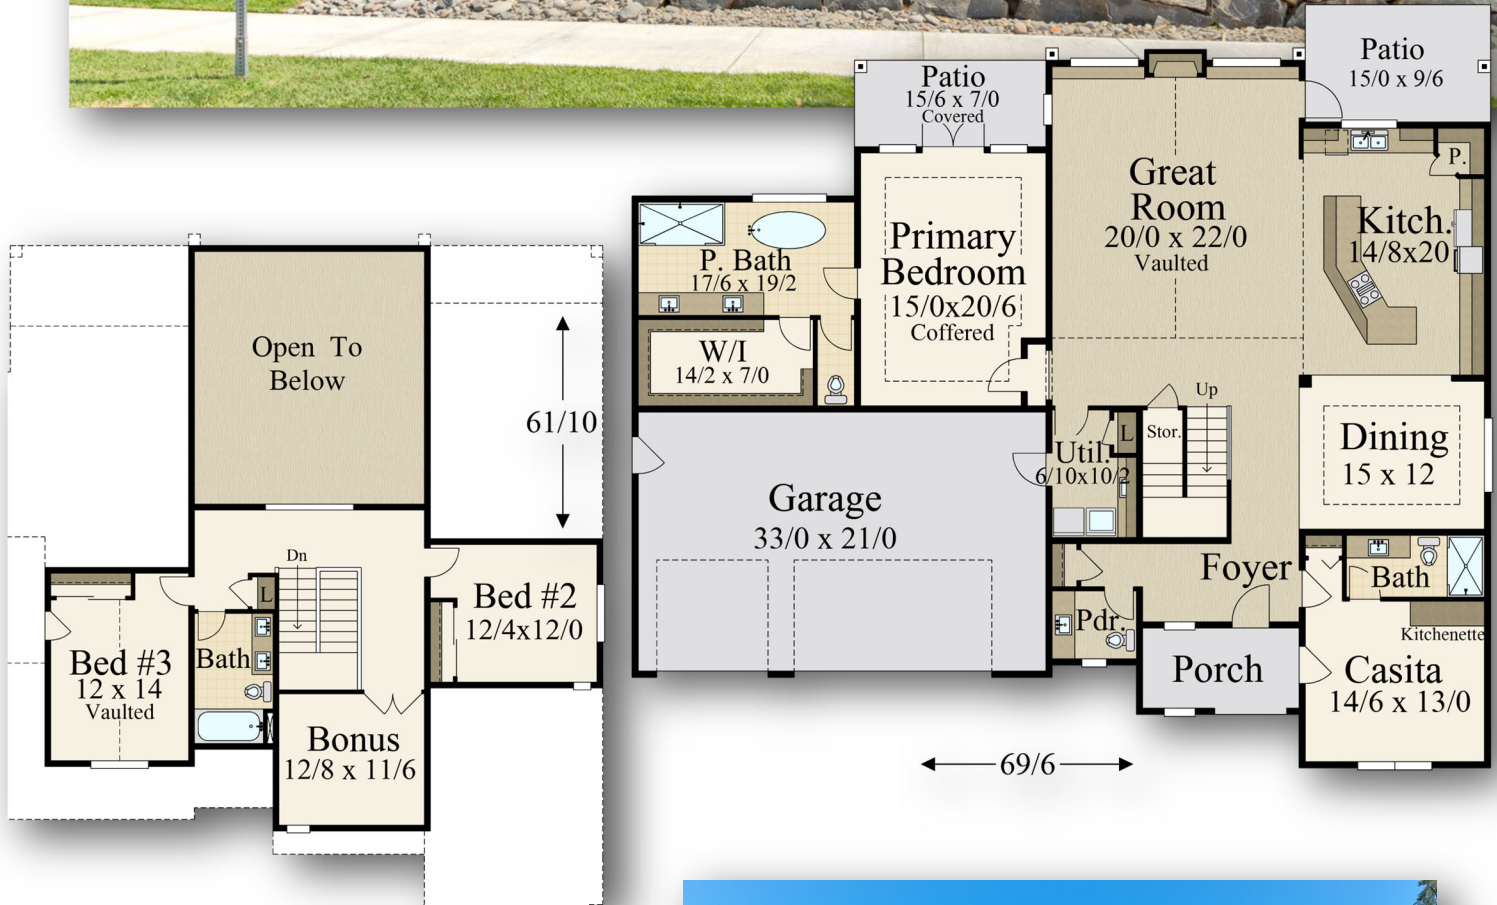 Patio
15/0 x 9/6
Patio
15/6 x 7/0
Covered
Great
Room
20/0 x 22/0
Vaulted
P.
Kitch.
14/8x20
Primary
Bedroom
15/0x20/6
Coffered
P. Bath
17/6 x 19/2
W/I
14/2 x 7/0
Up
Stor.
L
Util.
6/10x10/2
Dining
15 x 12
Garage
33/0 x 21/0
Foyer
Bath
Kitchenette
Pdr.
Porch
Casita
14/6 x 13/0
69/6
Open To
Below
61/10
Dn
L
Bed #2
12/4x12/0
Bed #3
12 x 14
Vaulted
Bath
Bonus
12/8 x 11/6